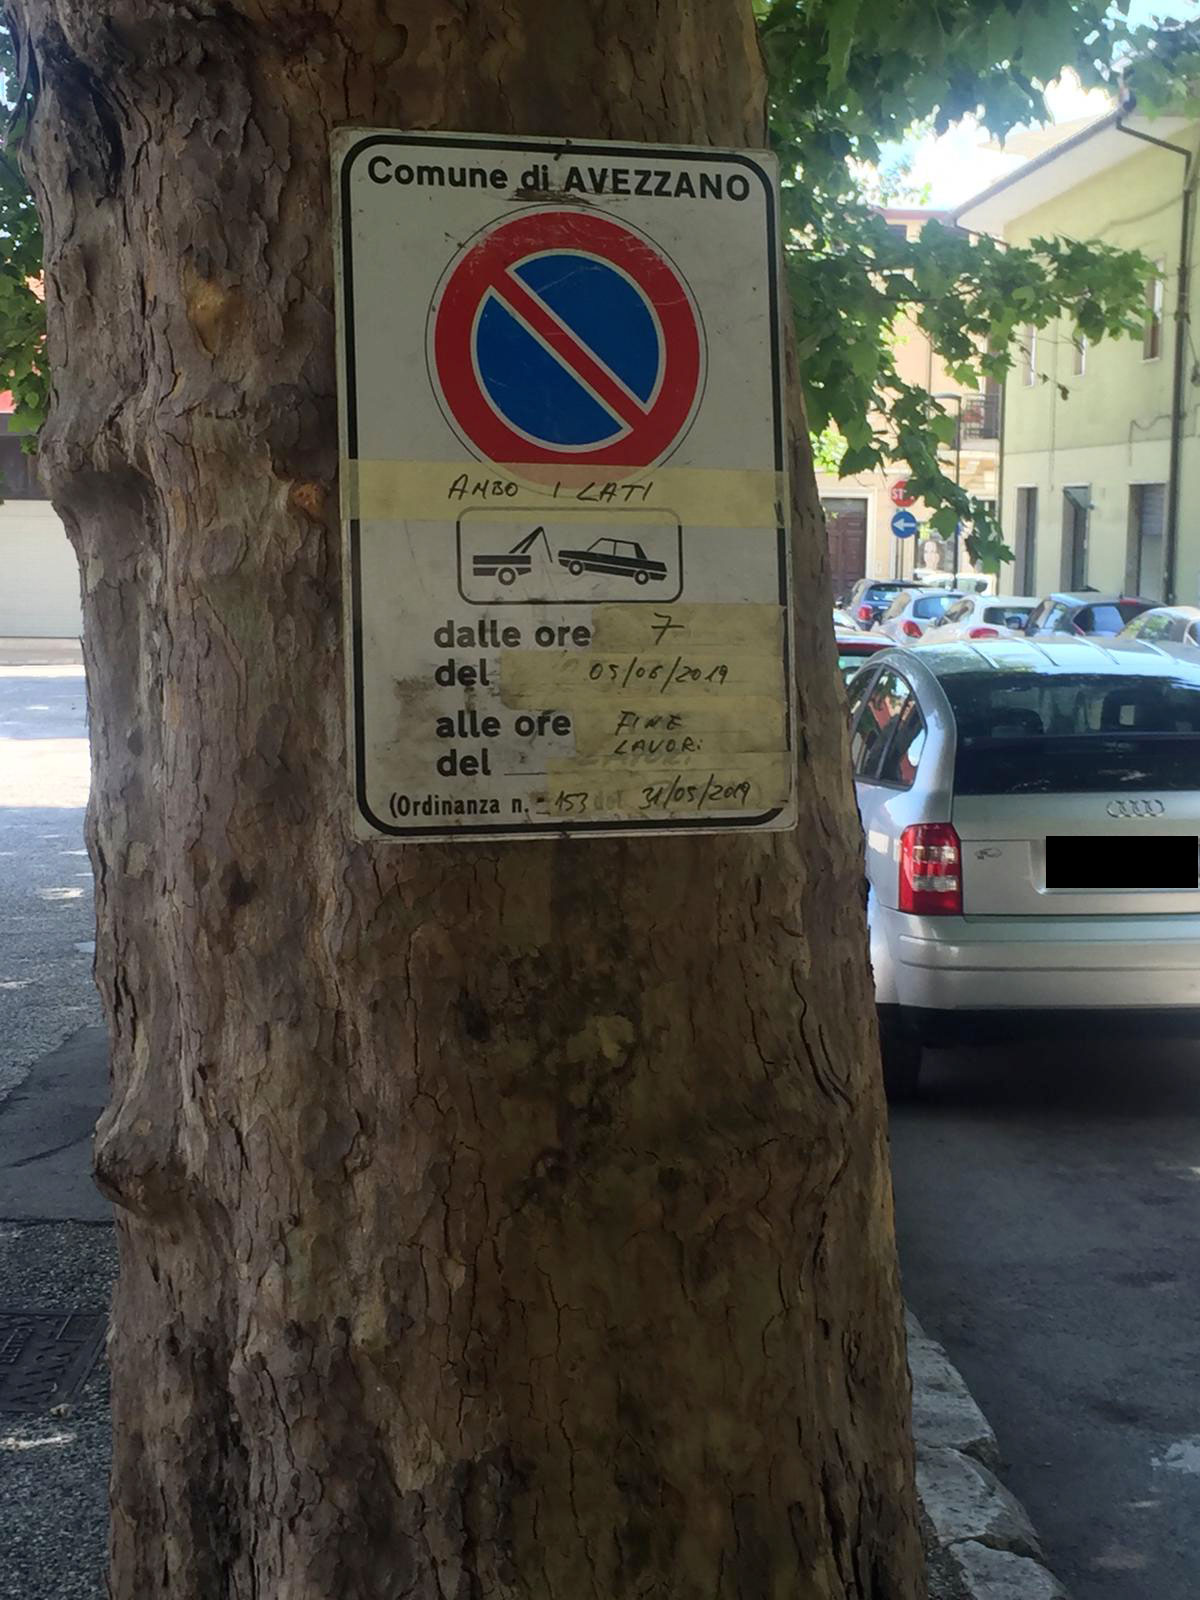 Comune di AVEZZANO
AMBO I LATI
dalle ore 7
del 05/06/2019
alle ore FINE
LAVORI
del
(Ordinanza n. 153 del 31/05/2019)
ST